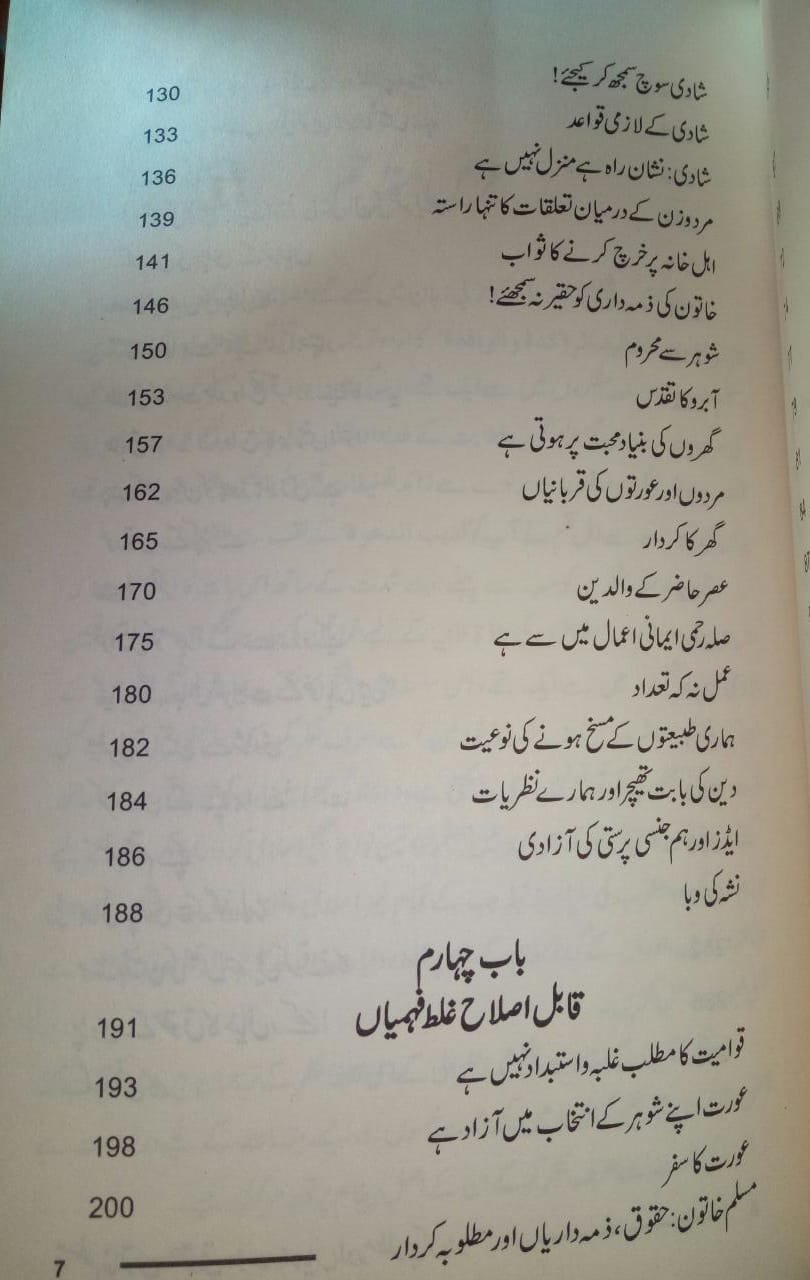 شادی سوچ سمجھ کر کیجئے! 130
شادی کے لازمی قواعد 133
شادی: نشان راہ ہے منزل نہیں ہے 136
مرد و زن کے درمیان تعلقات کا تنہا راستہ 139
اہل خانہ پر خرچ کرنے کا ثواب 141
خاتون کی ذمہ داری کو حقیر نہ سمجھئے! 146
شوہر سے محروم 150
آبرو کا تقدّس 153
گھروں کی بنیاد محبت پر ہوتی ہے 157
مردوں اور عورتوں کی قربانیاں 162
گھر کا کردار 165
عصر حاضر کے والدین 170
صلہ رحمی ایمانی اعمال میں سے ہے 175
عمل نہ کہ تعداد 180
ہماری طبیعتوں کے مسخ ہونے کی نوعیت 182
دین کی بابت تھیچر اور ہمارے نظریات 184
ایڈز اور ہم جنسی پرستی کی آزادی 186
نشہ کی وبا 188
باب چہارم
قابل اصلاح غلط فہمیاں
قوامیت کا مطلب غلبہ و استبداد نہیں ہے 191
عورت اپنے شوہر کے انتخاب میں آزاد ہے 193
عورت کا سفر 198
مسلم خاتون: حقوق، ذمہ داریاں اور مطلوبہ کردار 200
7